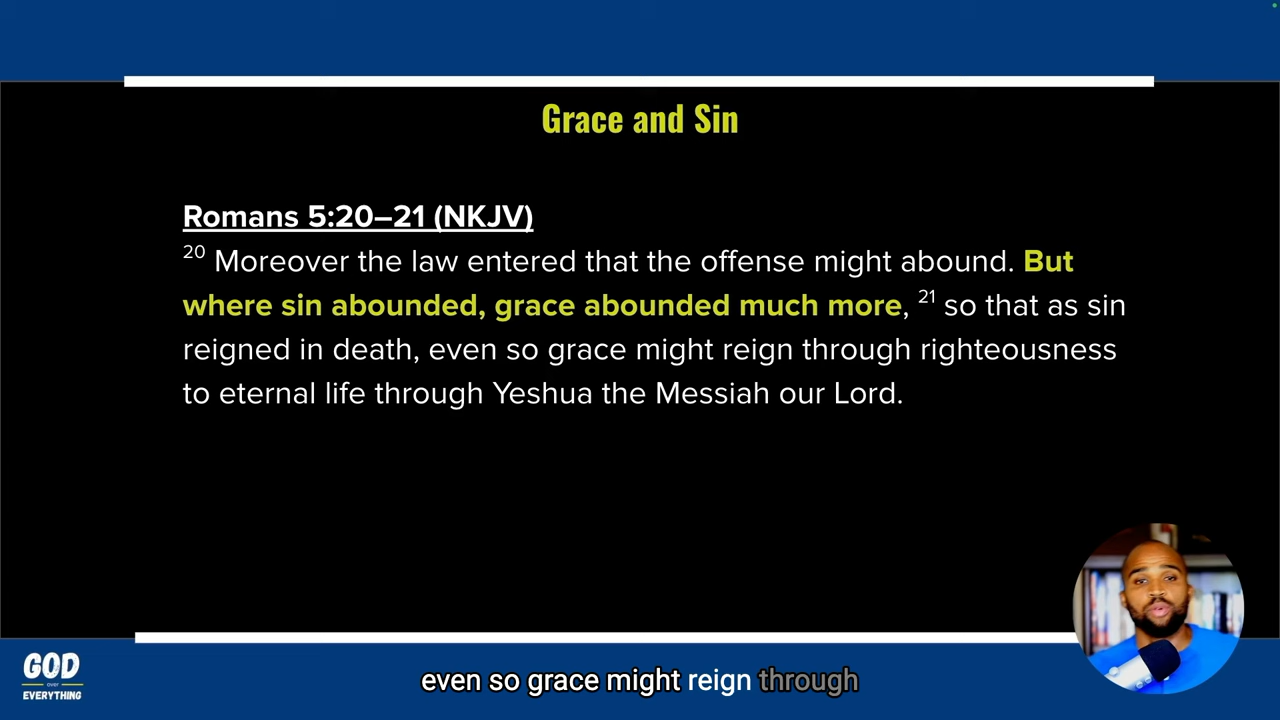 Grace and Sin
Romans 5:20–21 (NKJV)
20 Moreover the law entered that the offense might abound. But
where sin abounded, grace abounded much more, 21 so that as sin
reigned in death, even so grace might reign through righteousness
to eternal life through Yeshua the Messiah our Lord.
GOD
over
EVERYTHING
even so grace might reign through